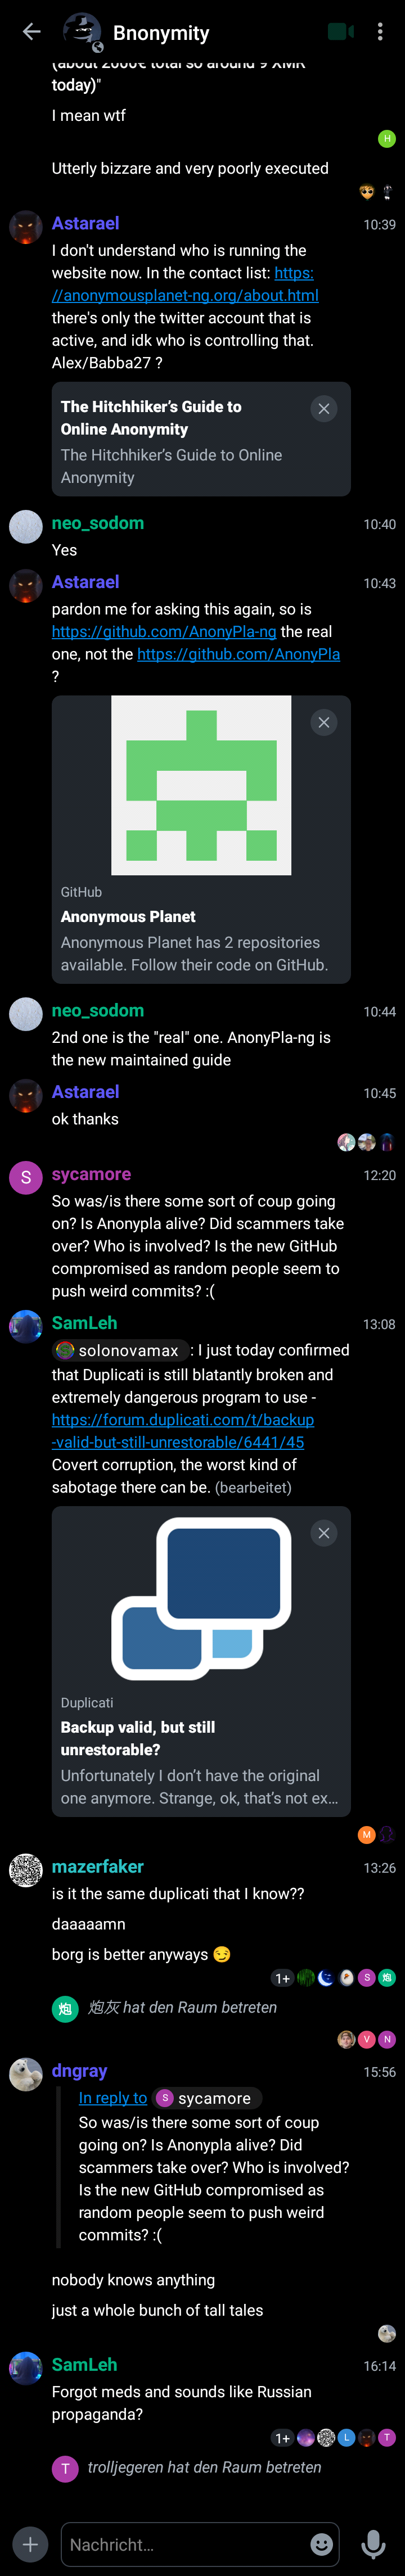 Bnonymity
(about 2000€ total so around 9 XMR
today)"
I mean wtf
H
Utterly bizzare and very poorly executed
Astarael 10:39
I don't understand who is running the
website now. In the contact list: https:
//anonymousplanet-ng.org/about.html
there's only the twitter account that is
active, and idk who is controlling that.
Alex/Babba27 ?
The Hitchhiker's Guide to
Online Anonymity
The Hitchhiker's Guide to Online
Anonymity
neo_sodom 10:40
Yes
Astarael 10:43
pardon me for asking this again, so is
https://github.com/AnonyPla-ng the real
one, not the https://github.com/AnonyPla
?
GitHub
Anonymous Planet
Anonymous Planet has 2 repositories
available. Follow their code on GitHub.
neo_sodom 10:44
2nd one is the "real" one. AnonyPla-ng is
the new maintained guide
Astarael 10:45
ok thanks
S sycamore 12:20
So was/is there some sort of coup going
on? Is Anonypla alive? Did scammers take
over? Who is involved? Is the new GitHub
compromised as random people seem to
push weird commits? :(
SamLeh 13:08
solonovamax : I just today confirmed
that Duplicati is still blatantly broken and
extremely dangerous program to use -
https://forum.duplicati.com/t/backup
-valid-but-still-unrestorable/6441/45
Covert corruption, the worst kind of
sabotage there can be. (bearbeitet)
Duplicati
Backup valid, but still
unrestorable?
Unfortunately I don't have the original
one anymore. Strange, ok, that's not ex…
M
mazerfaker 13:26
is it the same duplicati that I know??
daaaaamn
borg is better anyways 😏
1+ S 炮
炮 炮灰 hat den Raum betreten
V N
dngray 15:56
In reply to S sycamore
So was/is there some sort of coup
going on? Is Anonypla alive? Did
scammers take over? Who is involved?
Is the new GitHub compromised as
random people seem to push weird
commits? :(
nobody knows anything
just a whole bunch of tall tales
SamLeh 16:14
Forgot meds and sounds like Russian
propaganda?
1+ L T
T trolljegeren hat den Raum betreten
Nachricht…